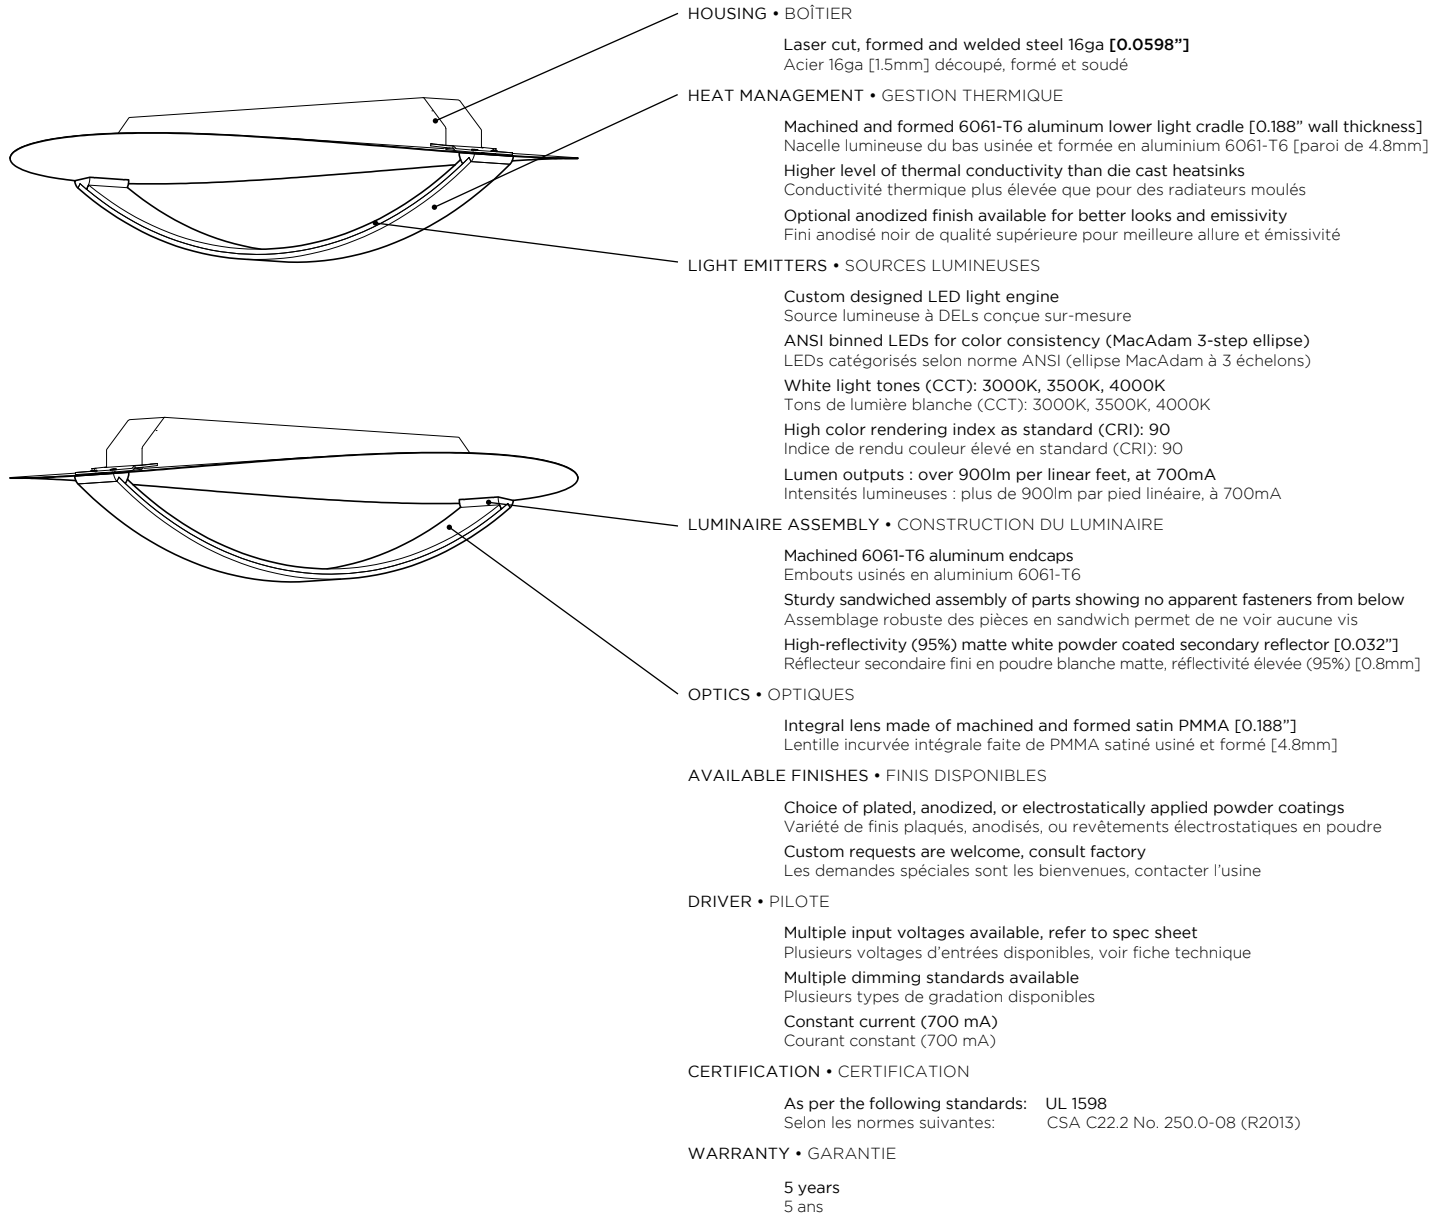 HOUSING • BOÎTIER
Laser cut, formed and welded steel 16ga [0.0598”]
Acier 16ga [1.5mm] découpé, formé et soudé
HEAT MANAGEMENT • GESTION THERMIQUE
Machined and formed 6061-T6 aluminum lower light cradle [0.188” wall thickness]
Nacelle lumineuse du bas usinée et formée en aluminium 6061-T6 [paroi de 4.8mm]
Higher level of thermal conductivity than die cast heatsinks
Conductivité thermique plus élevée que pour des radiateurs moulés
Optional anodized finish available for better looks and emissivity
Fini anodisé noir de qualité supérieure pour meilleure allure et émissivité
LIGHT EMITTERS • SOURCES LUMINEUSES
Custom designed LED light engine
Source lumineuse à DELs conçue sur-mesure
ANSI binned LEDs for color consistency (MacAdam 3-step ellipse)
LEDs catégorisés selon norme ANSI (ellipse MacAdam à 3 échelons)
White light tones (CCT): 3000K, 3500K, 4000K
Tons de lumière blanche (CCT): 3000K, 3500K, 4000K
High color rendering index as standard (CRI): 90
Indice de rendu couleur élevé en standard (CRI): 90
Lumen outputs : over 900lm per linear feet, at 700mA
Intensités lumineuses : plus de 900lm par pied linéaire, à 700mA
LUMINAIRE ASSEMBLY • CONSTRUCTION DU LUMINAIRE
Machined 6061-T6 aluminum endcaps
Embouts usinés en aluminium 6061-T6
Sturdy sandwiched assembly of parts showing no apparent fasteners from below
Assemblage robuste des pièces en sandwich permet de ne voir aucune vis
High-reflectivity (95%) matte white powder coated secondary reflector [0.032”]
Réflecteur secondaire fini en poudre blanche matte, réflectivité élevée (95%) [0.8mm]
OPTICS • OPTIQUES
Integral lens made of machined and formed satin PMMA [0.188”]
Lentille incurvée intégrale faite de PMMA satiné usiné et formé [4.8mm]
AVAILABLE FINISHES • FINIS DISPONIBLES
Choice of plated, anodized, or electrostatically applied powder coatings
Variété de finis plaqués, anodisés, ou revêtements électrostatiques en poudre
Custom requests are welcome, consult factory
Les demandes spéciales sont les bienvenues, contacter l’usine
DRIVER • PILOTE
Multiple input voltages available, refer to spec sheet
Plusieurs voltages d’entrées disponibles, voir fiche technique
Multiple dimming standards available
Plusieurs types de gradation disponibles
Constant current (700 mA)
Courant constant (700 mA)
CERTIFICATION • CERTIFICATION
As per the following standards: UL 1598
Selon les normes suivantes: CSA C22.2 No. 250.0-08 (R2013)
WARRANTY • GARANTIE
5 years
5 ans